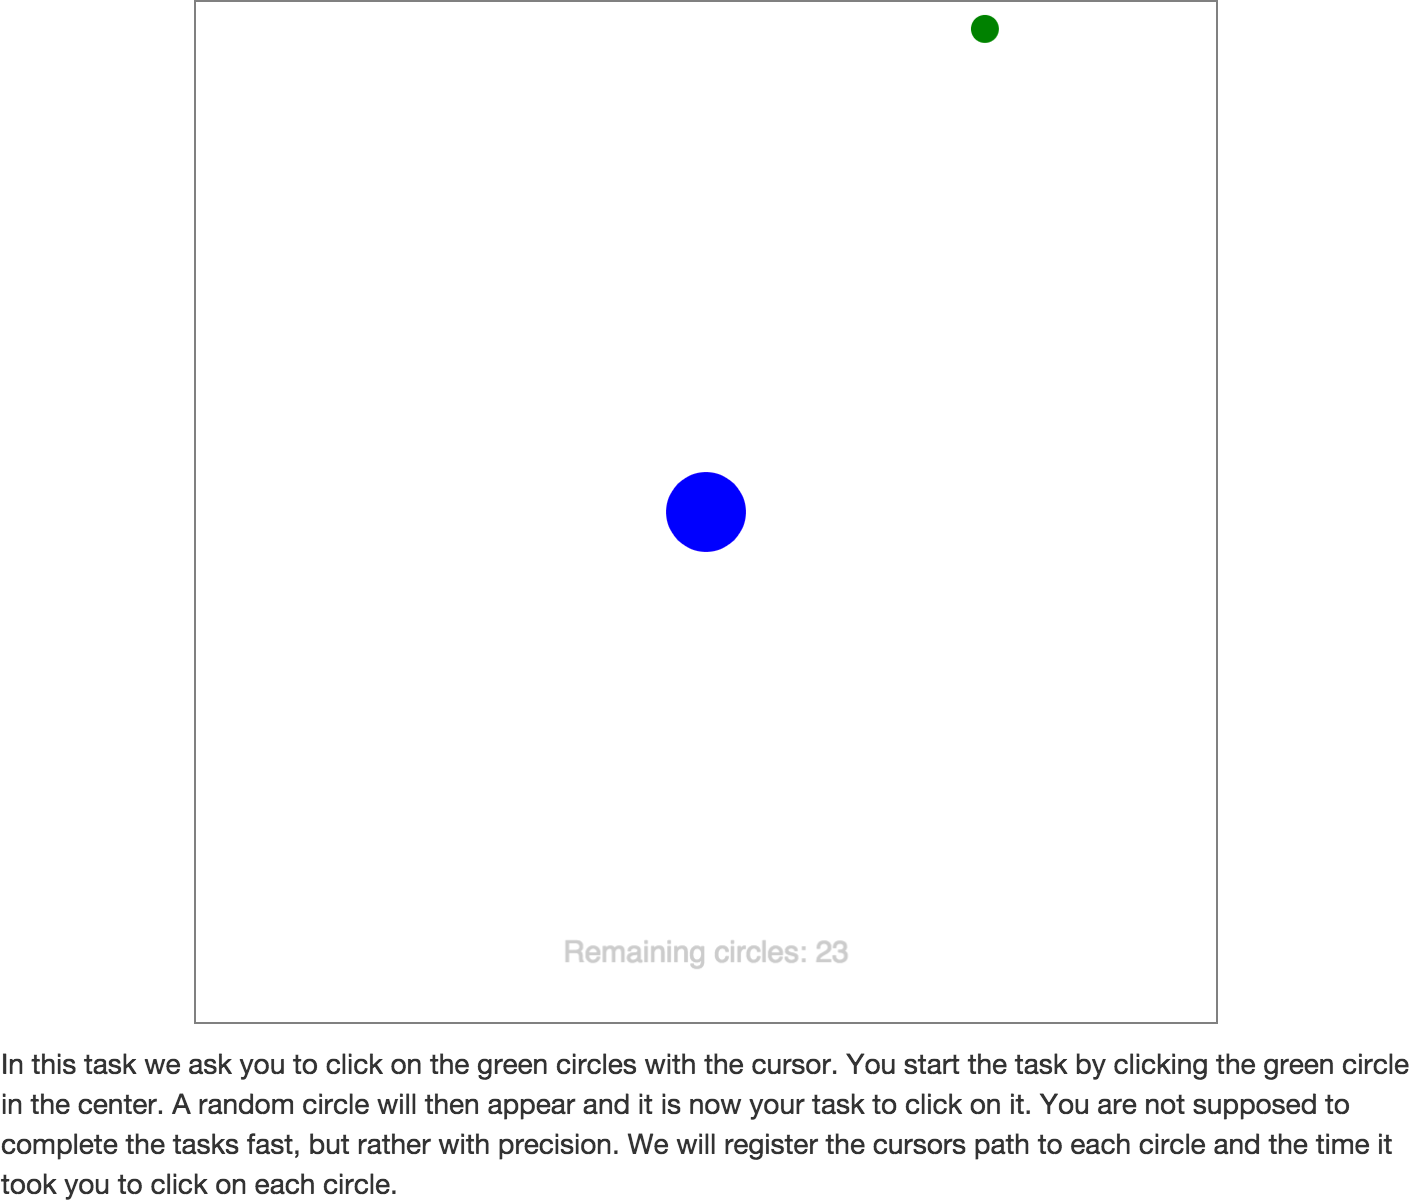 Remaining circles: 23
In this task we ask you to click on the green circles with the cursor. You start the task by clicking the green circle
in the center. A random circle will then appear and it is now your task to click on it. You are not supposed to
complete the tasks fast, but rather with precision. We will register the cursors path to each circle and the time it
took you to click on each circle.